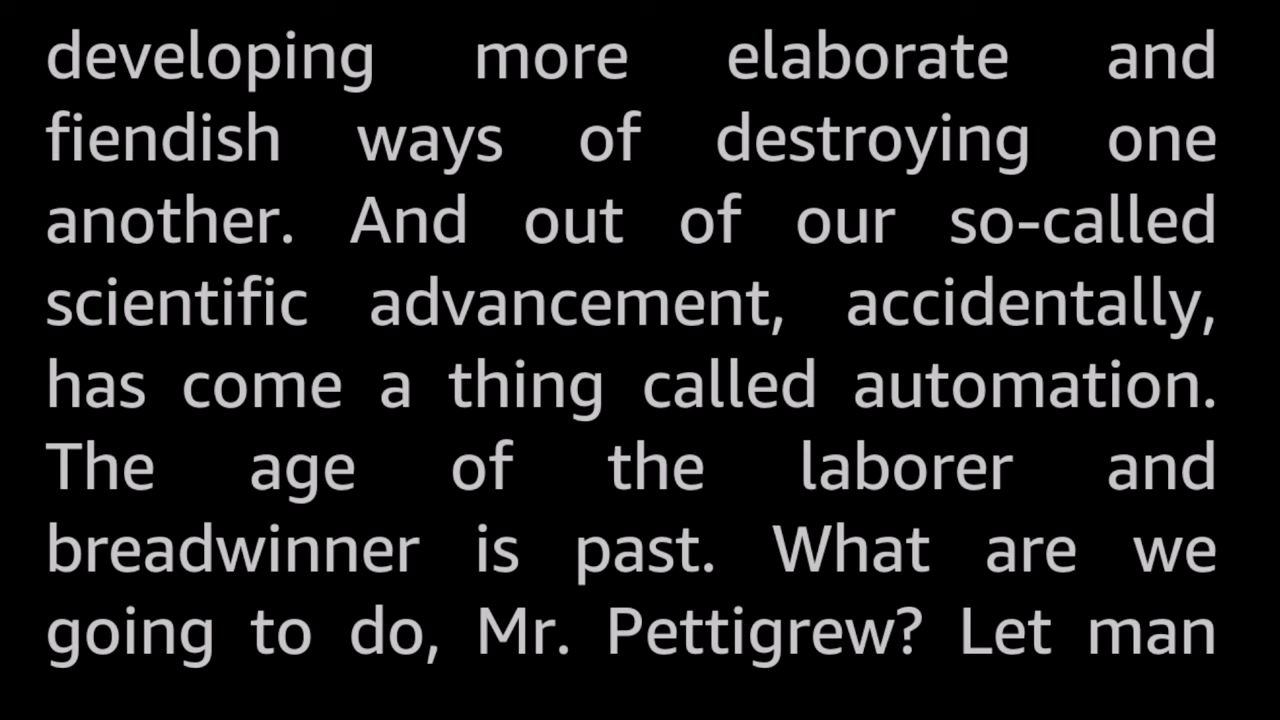 developing more elaborate and
fiendish ways of destroying one
another. And out of our so-called
scientific advancement, accidentally,
has come a thing called automation.
The age of the laborer and
breadwinner is past. What are we
going to do, Mr. Pettigrew? Let man